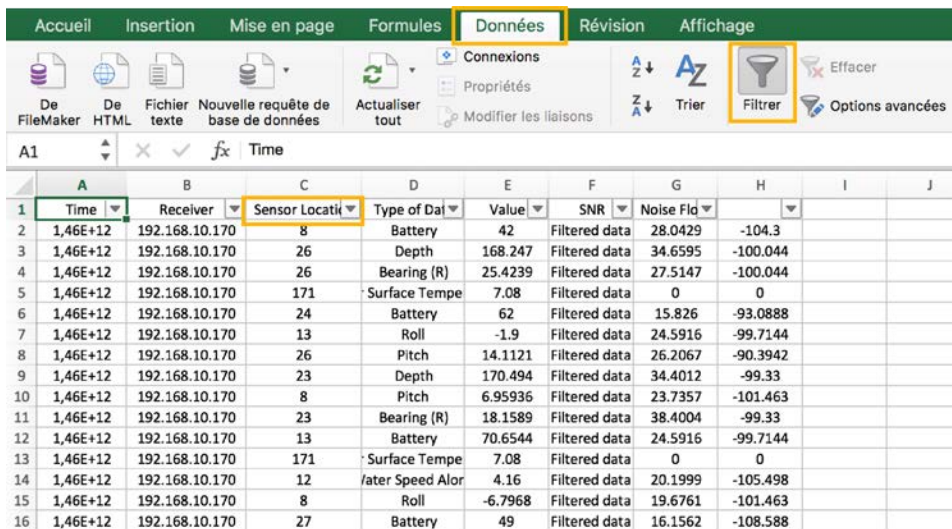 Accueil Insertion Mise en page Formules Données Révision Affichage
De FileMaker De HTML Fichier texte Nouvelle requête de base de données Actualiser tout Connexions Propriétés Modifier les liaisons A Z Z A AZ Trier Filtrer Effacer Options avancées
A1 fx Time
A B C D E F G H I J
1 Time Receiver Sensor Locatio Type of Dat Value SNR Noise Flo
2 1,46E+12 192.168.10.170 8 Battery 42 Filtered data 28.0429 -104.3
3 1,46E+12 192.168.10.170 26 Depth 168.247 Filtered data 34.6595 -100.044
4 1,46E+12 192.168.10.170 26 Bearing (R) 25.4239 Filtered data 27.5147 -100.044
5 1,46E+12 192.168.10.170 171 Surface Tempe 7.08 Filtered data 0 0
6 1,46E+12 192.168.10.170 24 Battery 62 Filtered data 15.826 -93.0888
7 1,46E+12 192.168.10.170 13 Roll -1.9 Filtered data 24.5916 -99.7144
8 1,46E+12 192.168.10.170 26 Pitch 14.1121 Filtered data 26.2067 -90.3942
9 1,46E+12 192.168.10.170 23 Depth 170.494 Filtered data 34.4012 -99.33
10 1,46E+12 192.168.10.170 8 Pitch 6.95936 Filtered data 23.7357 -101.463
11 1,46E+12 192.168.10.170 23 Bearing (R) 18.1589 Filtered data 38.4004 -99.33
12 1,46E+12 192.168.10.170 13 Battery 70.6544 Filtered data 24.5916 -99.7144
13 1,46E+12 192.168.10.170 171 Surface Tempe 7.08 Filtered data 0 0
14 1,46E+12 192.168.10.170 12 /ater Speed Alor 4.16 Filtered data 20.1999 -105.498
15 1,46E+12 192.168.10.170 8 Roll -6.7968 Filtered data 19.6761 -101.463
16 1,46E+12 192.168.10.170 27 Battery 49 Filtered data 16.1562 -108.588